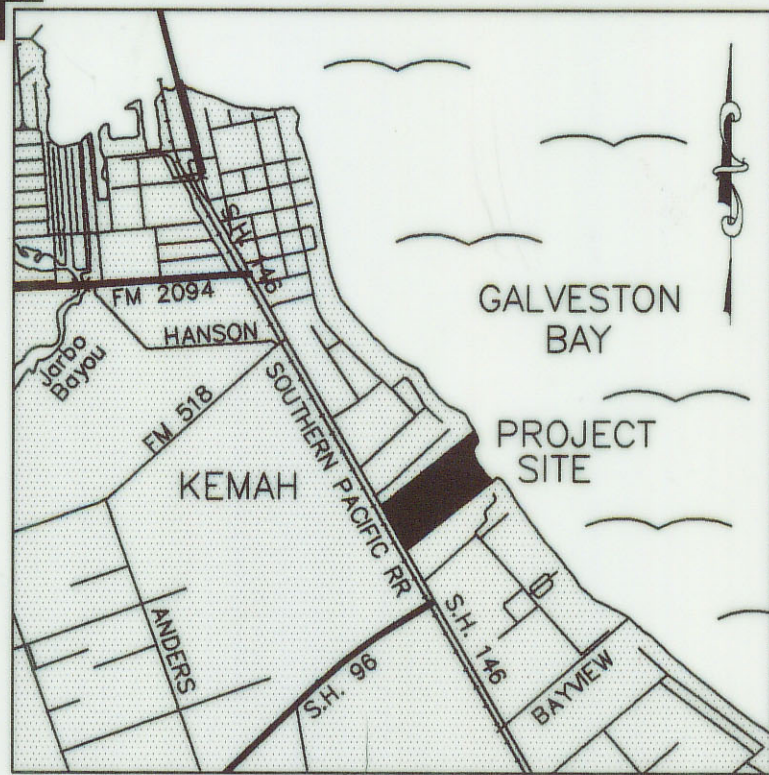 S.H. 146
GALVESTON
BAY
FM 2094
HANSON
Jarbo
Bayou
FM 518
SOUTHERN PACIFIC RR
PROJECT
SITE
KEMAH
ANDERS
S.H. 96
S.H. 146
BAYVIEW